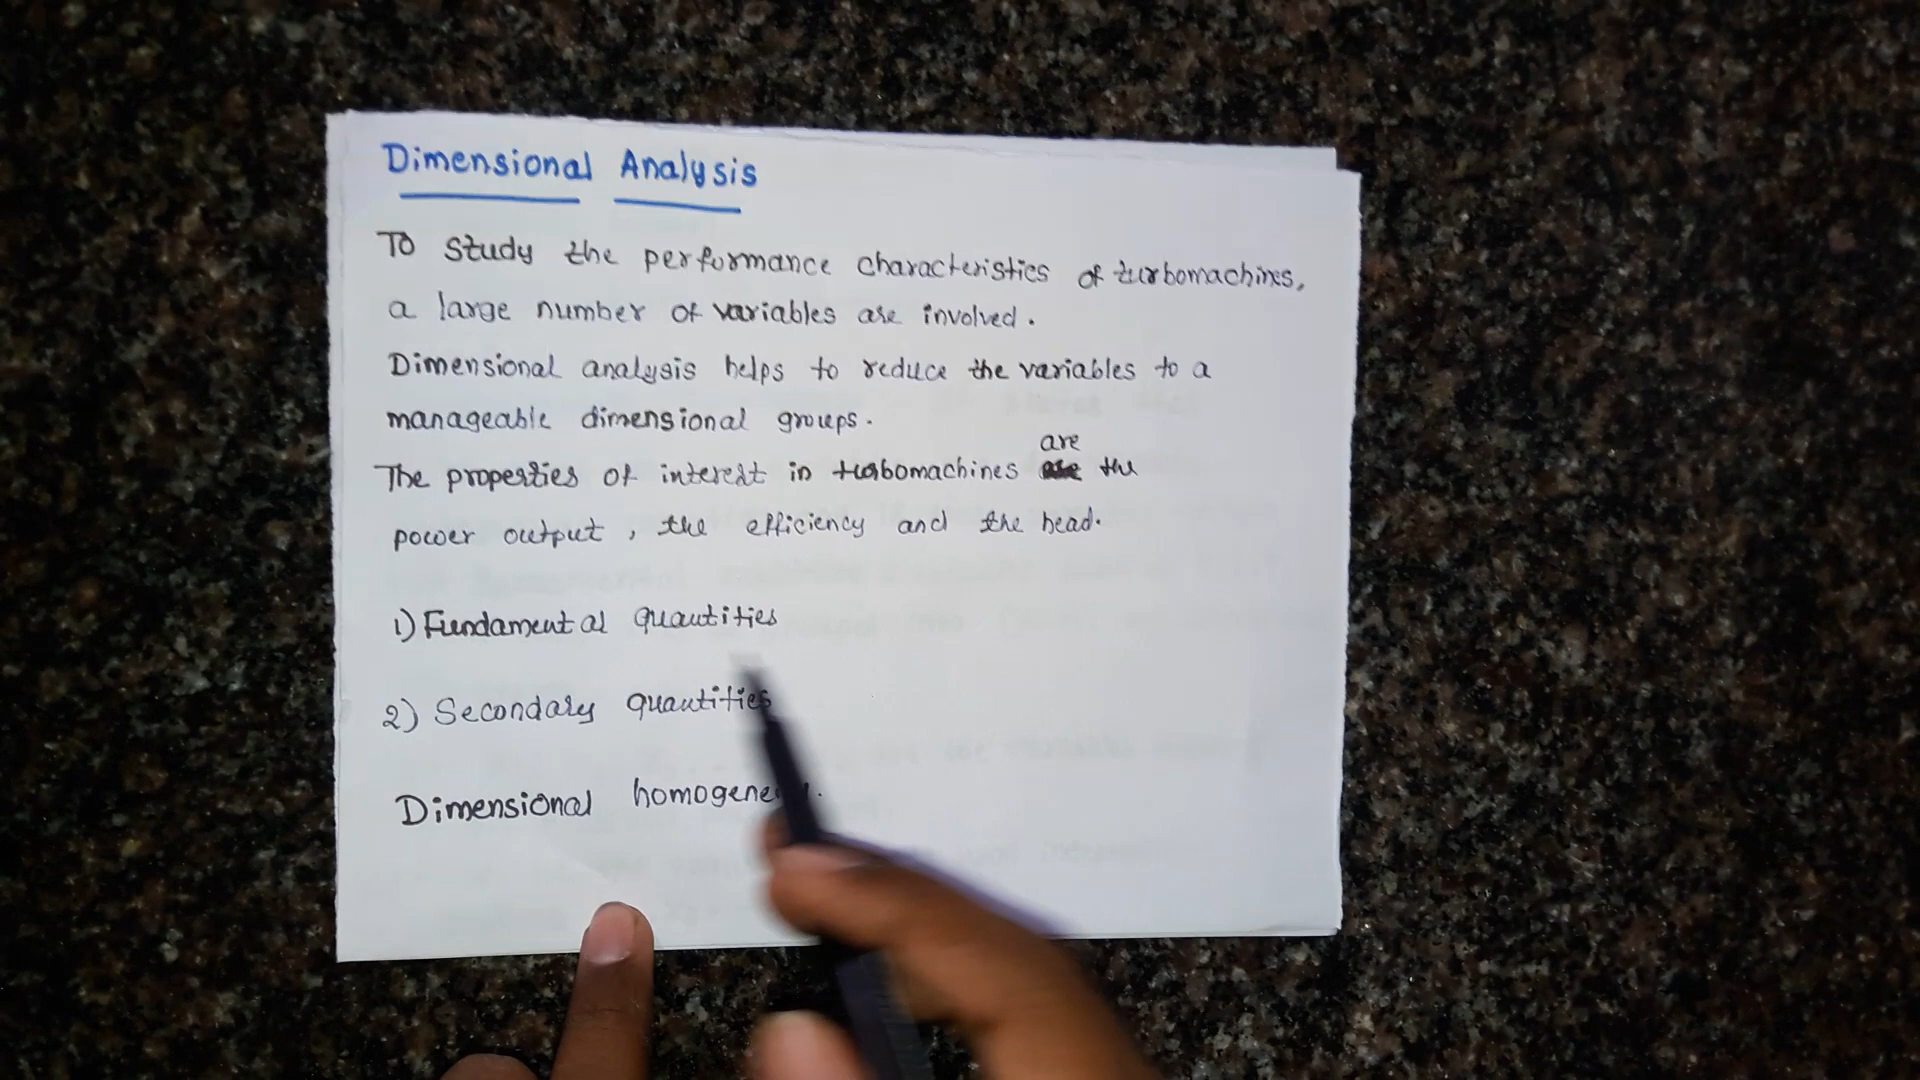 Dimensional Analysis
To study the performance characteristics of turbomachines,
a large number of variables are involved.
Dimensional analysis helps to reduce the variables to a
manageable dimensional groups.
are
The properties of interest in turbomachines the
power output, the efficiency and the head.
1) Fundamental quantities
2) Secondary quantities
Dimensional